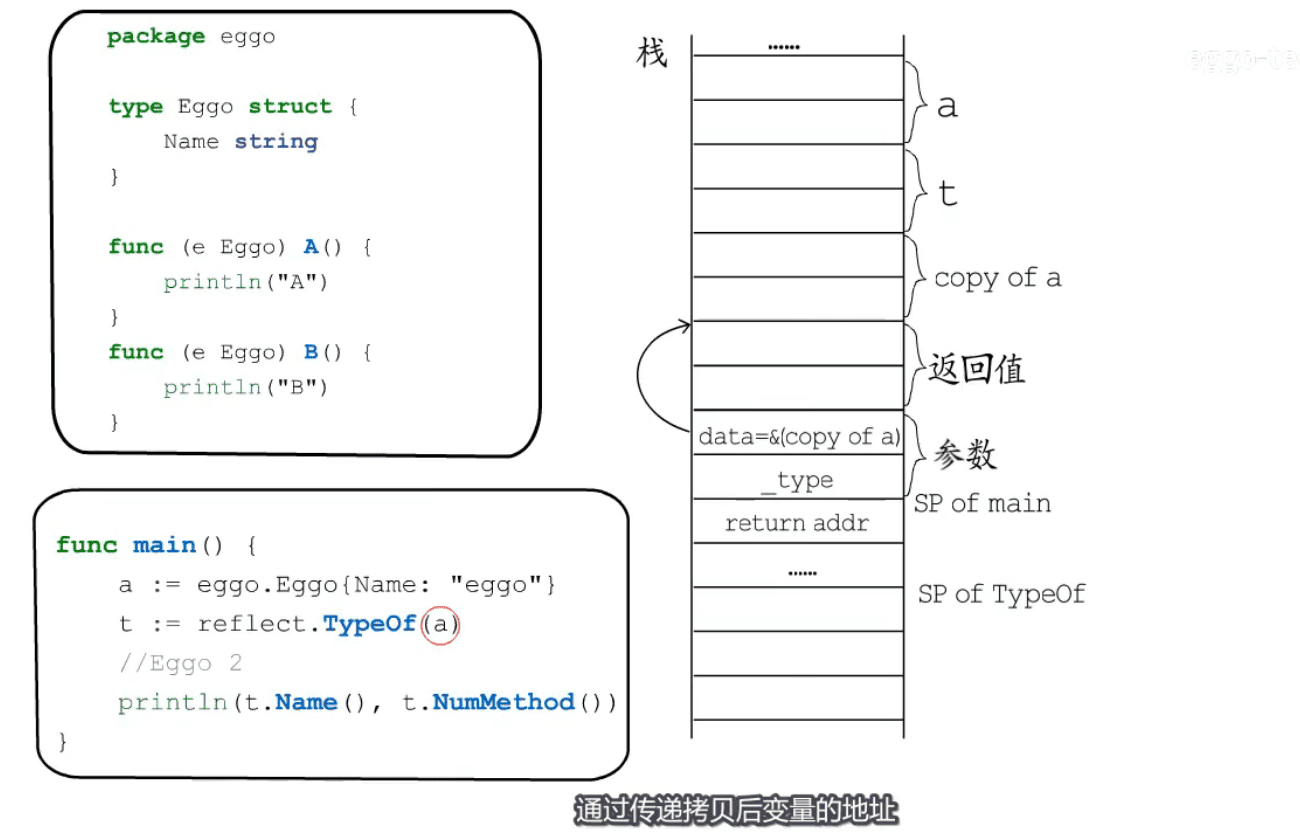 package eggo
type Eggo struct {
Name string
}
func (e Eggo) A() {
println("A")
}
func (e Eggo) B() {
println("B")
}
func main() {
a := eggo.Eggo{Name: "eggo"}
t := reflect.TypeOf(a)
//Eggo 2
println(t.Name(), t.NumMethod())
}
栈
......
a
t
copy of a
返回值
data=&(copy of a)
参数
_type
SP of main
return addr
......
SP of TypeOf
eggo-te
通过传递拷贝后变量的地址